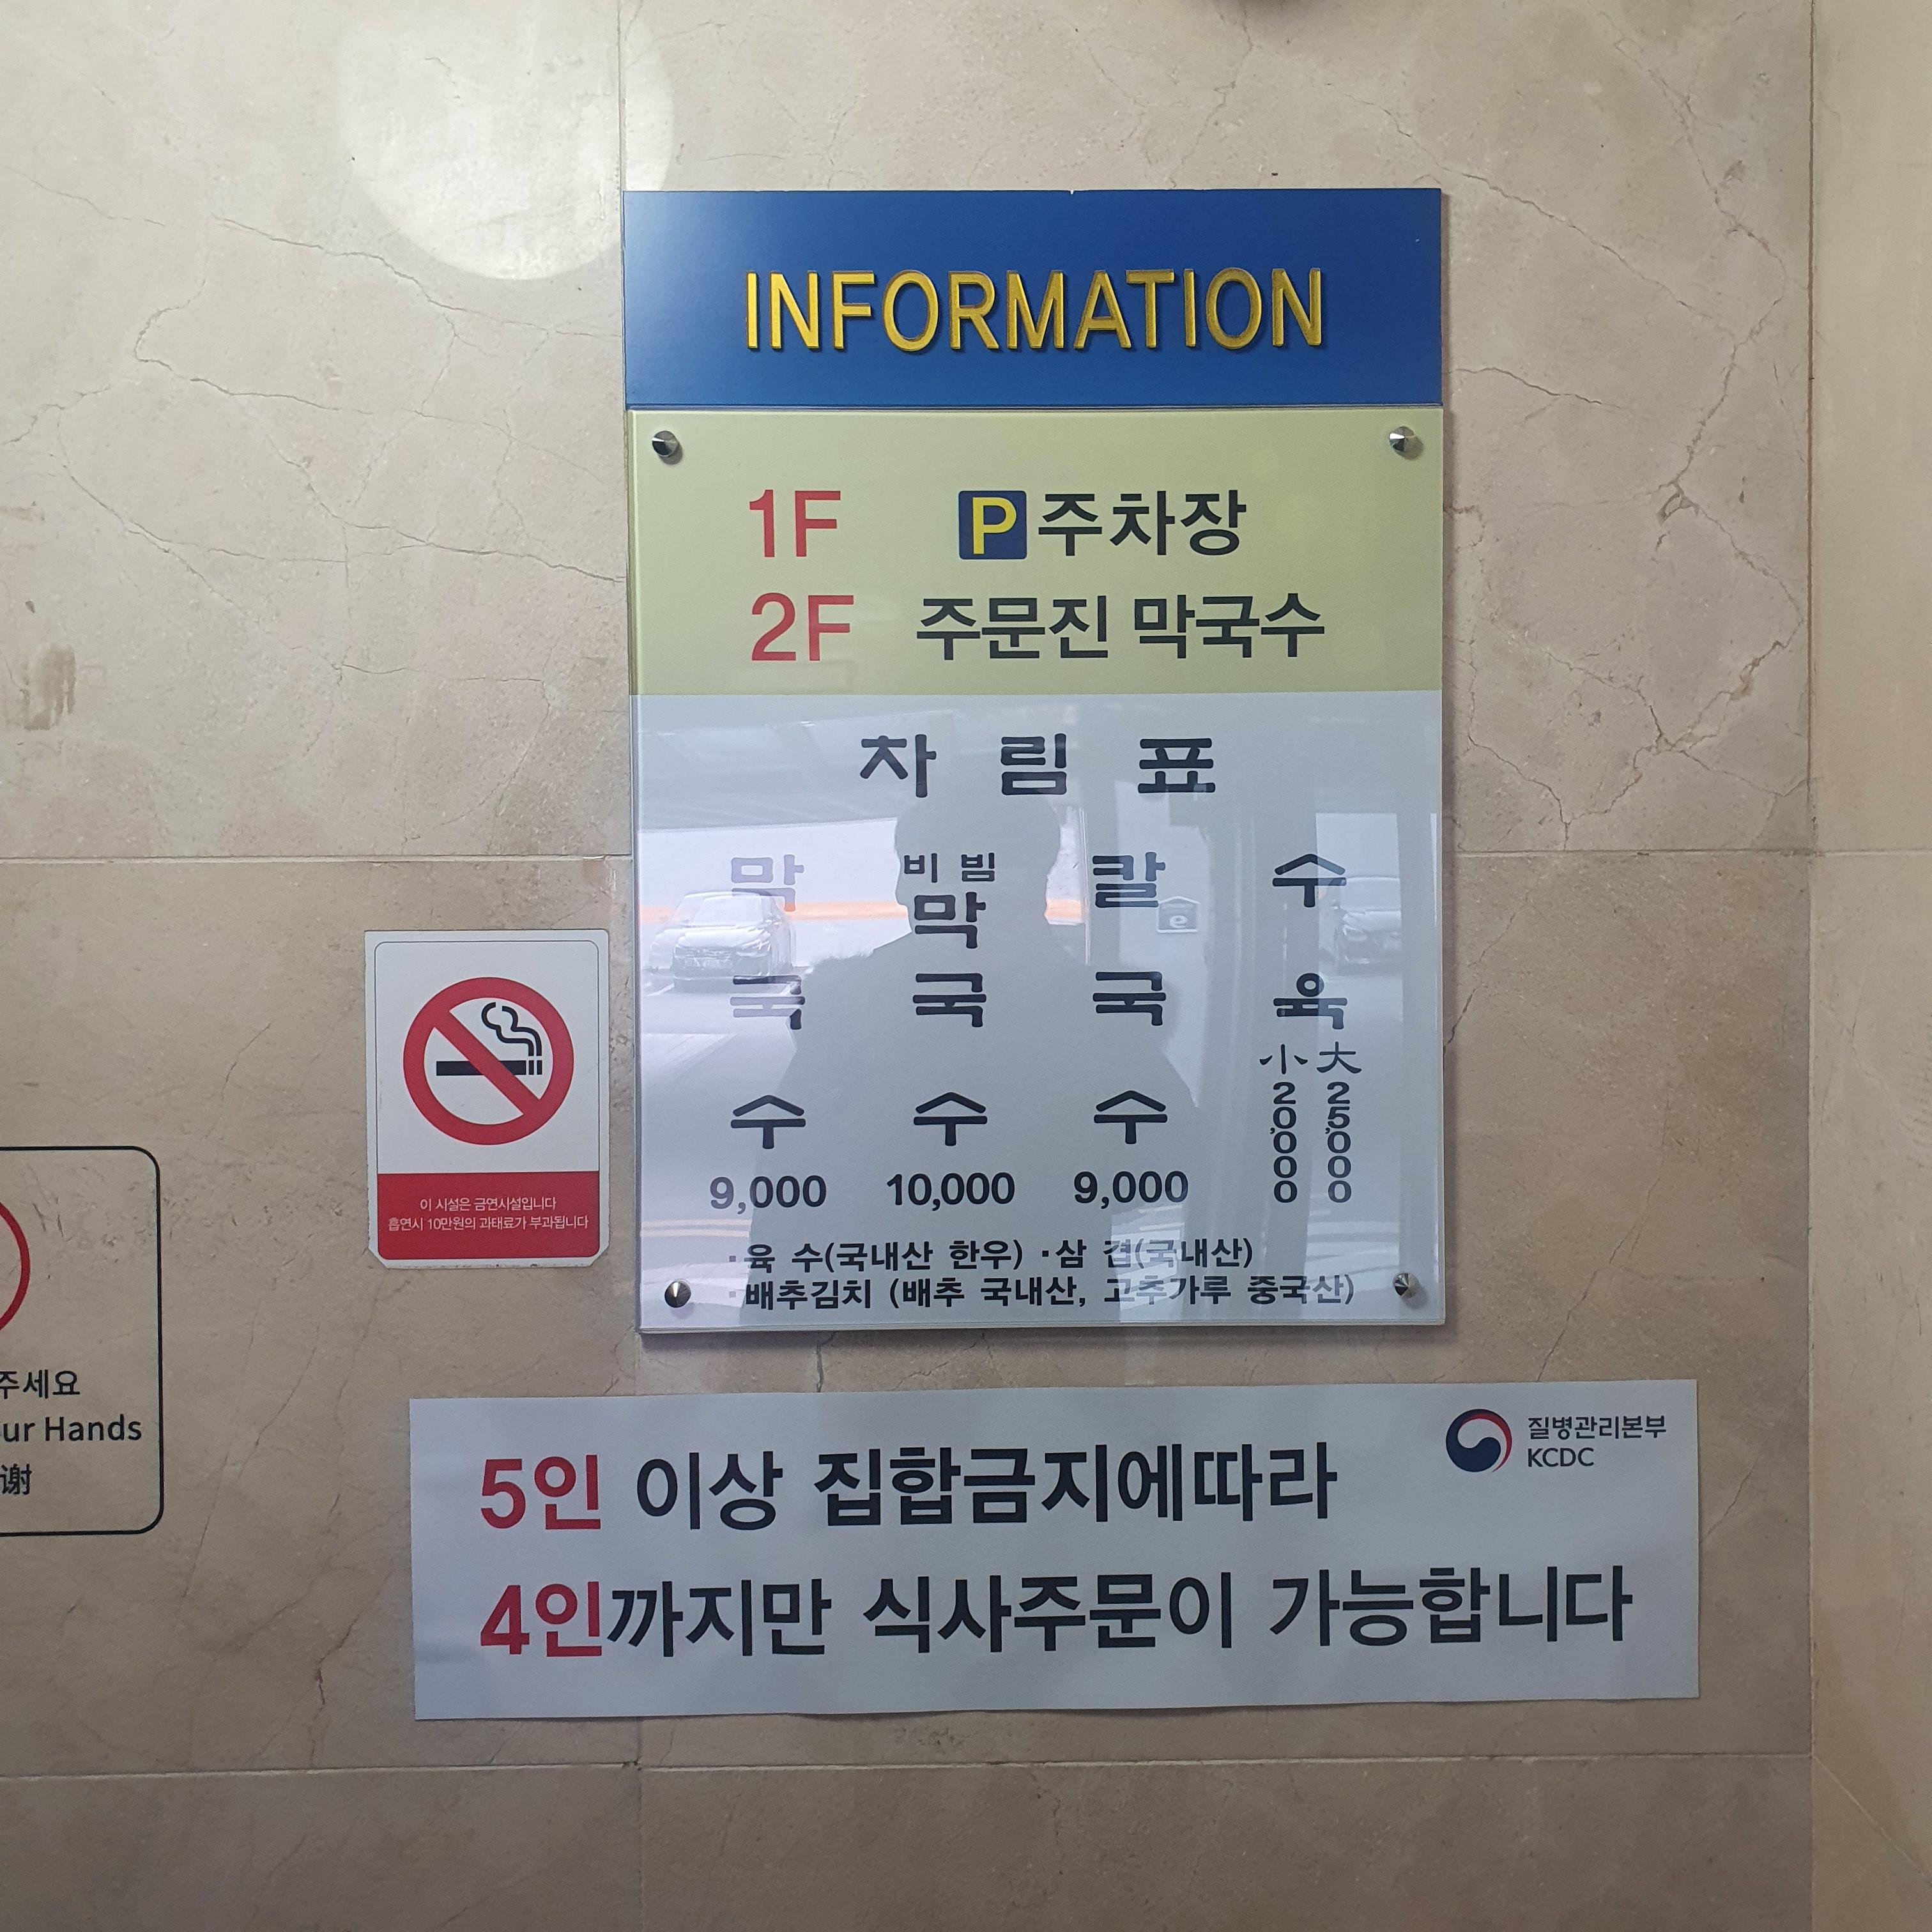 INFORMATION
1F P 주차장
2F 주문진 막국수
차 림 표
막국수 9,000
비빔 막국수 10,000
칼국수 9,000
수육
小 20,000
大 25,000
·육 수(국내산 한우) ·삼 겹(국내산)
·배추김치 (배추 국내산, 고추가루 중국산)
이 시설은 금연시설입니다
흡연시 10만원의 과태료가 부과됩니다
주세요
our Hands
谢
질병관리본부
KCDC
5인 이상 집합금지에따라
4인까지만 식사주문이 가능합니다